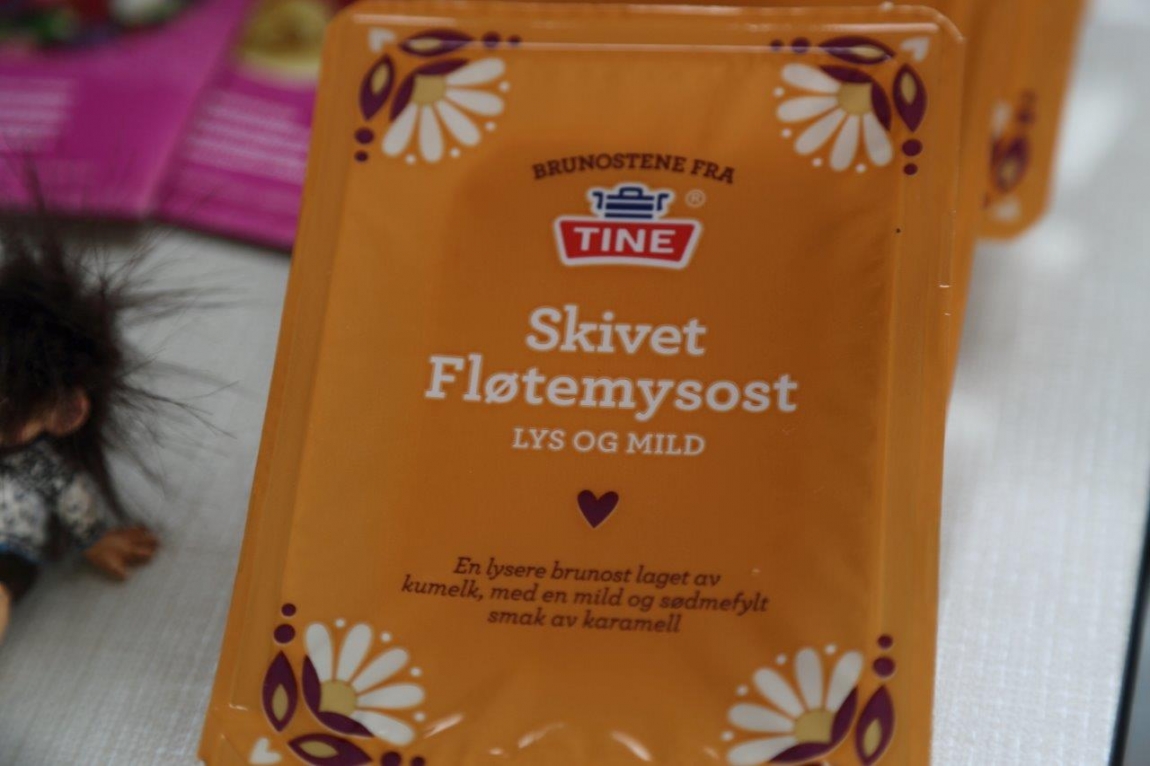 BRUNOSTENE FRA
TINE®
Skivet
Fløtemysost
LYS OG MILD
En lysere brunost laget av
kumelk, med en mild og sødmefylt
smak av karamell